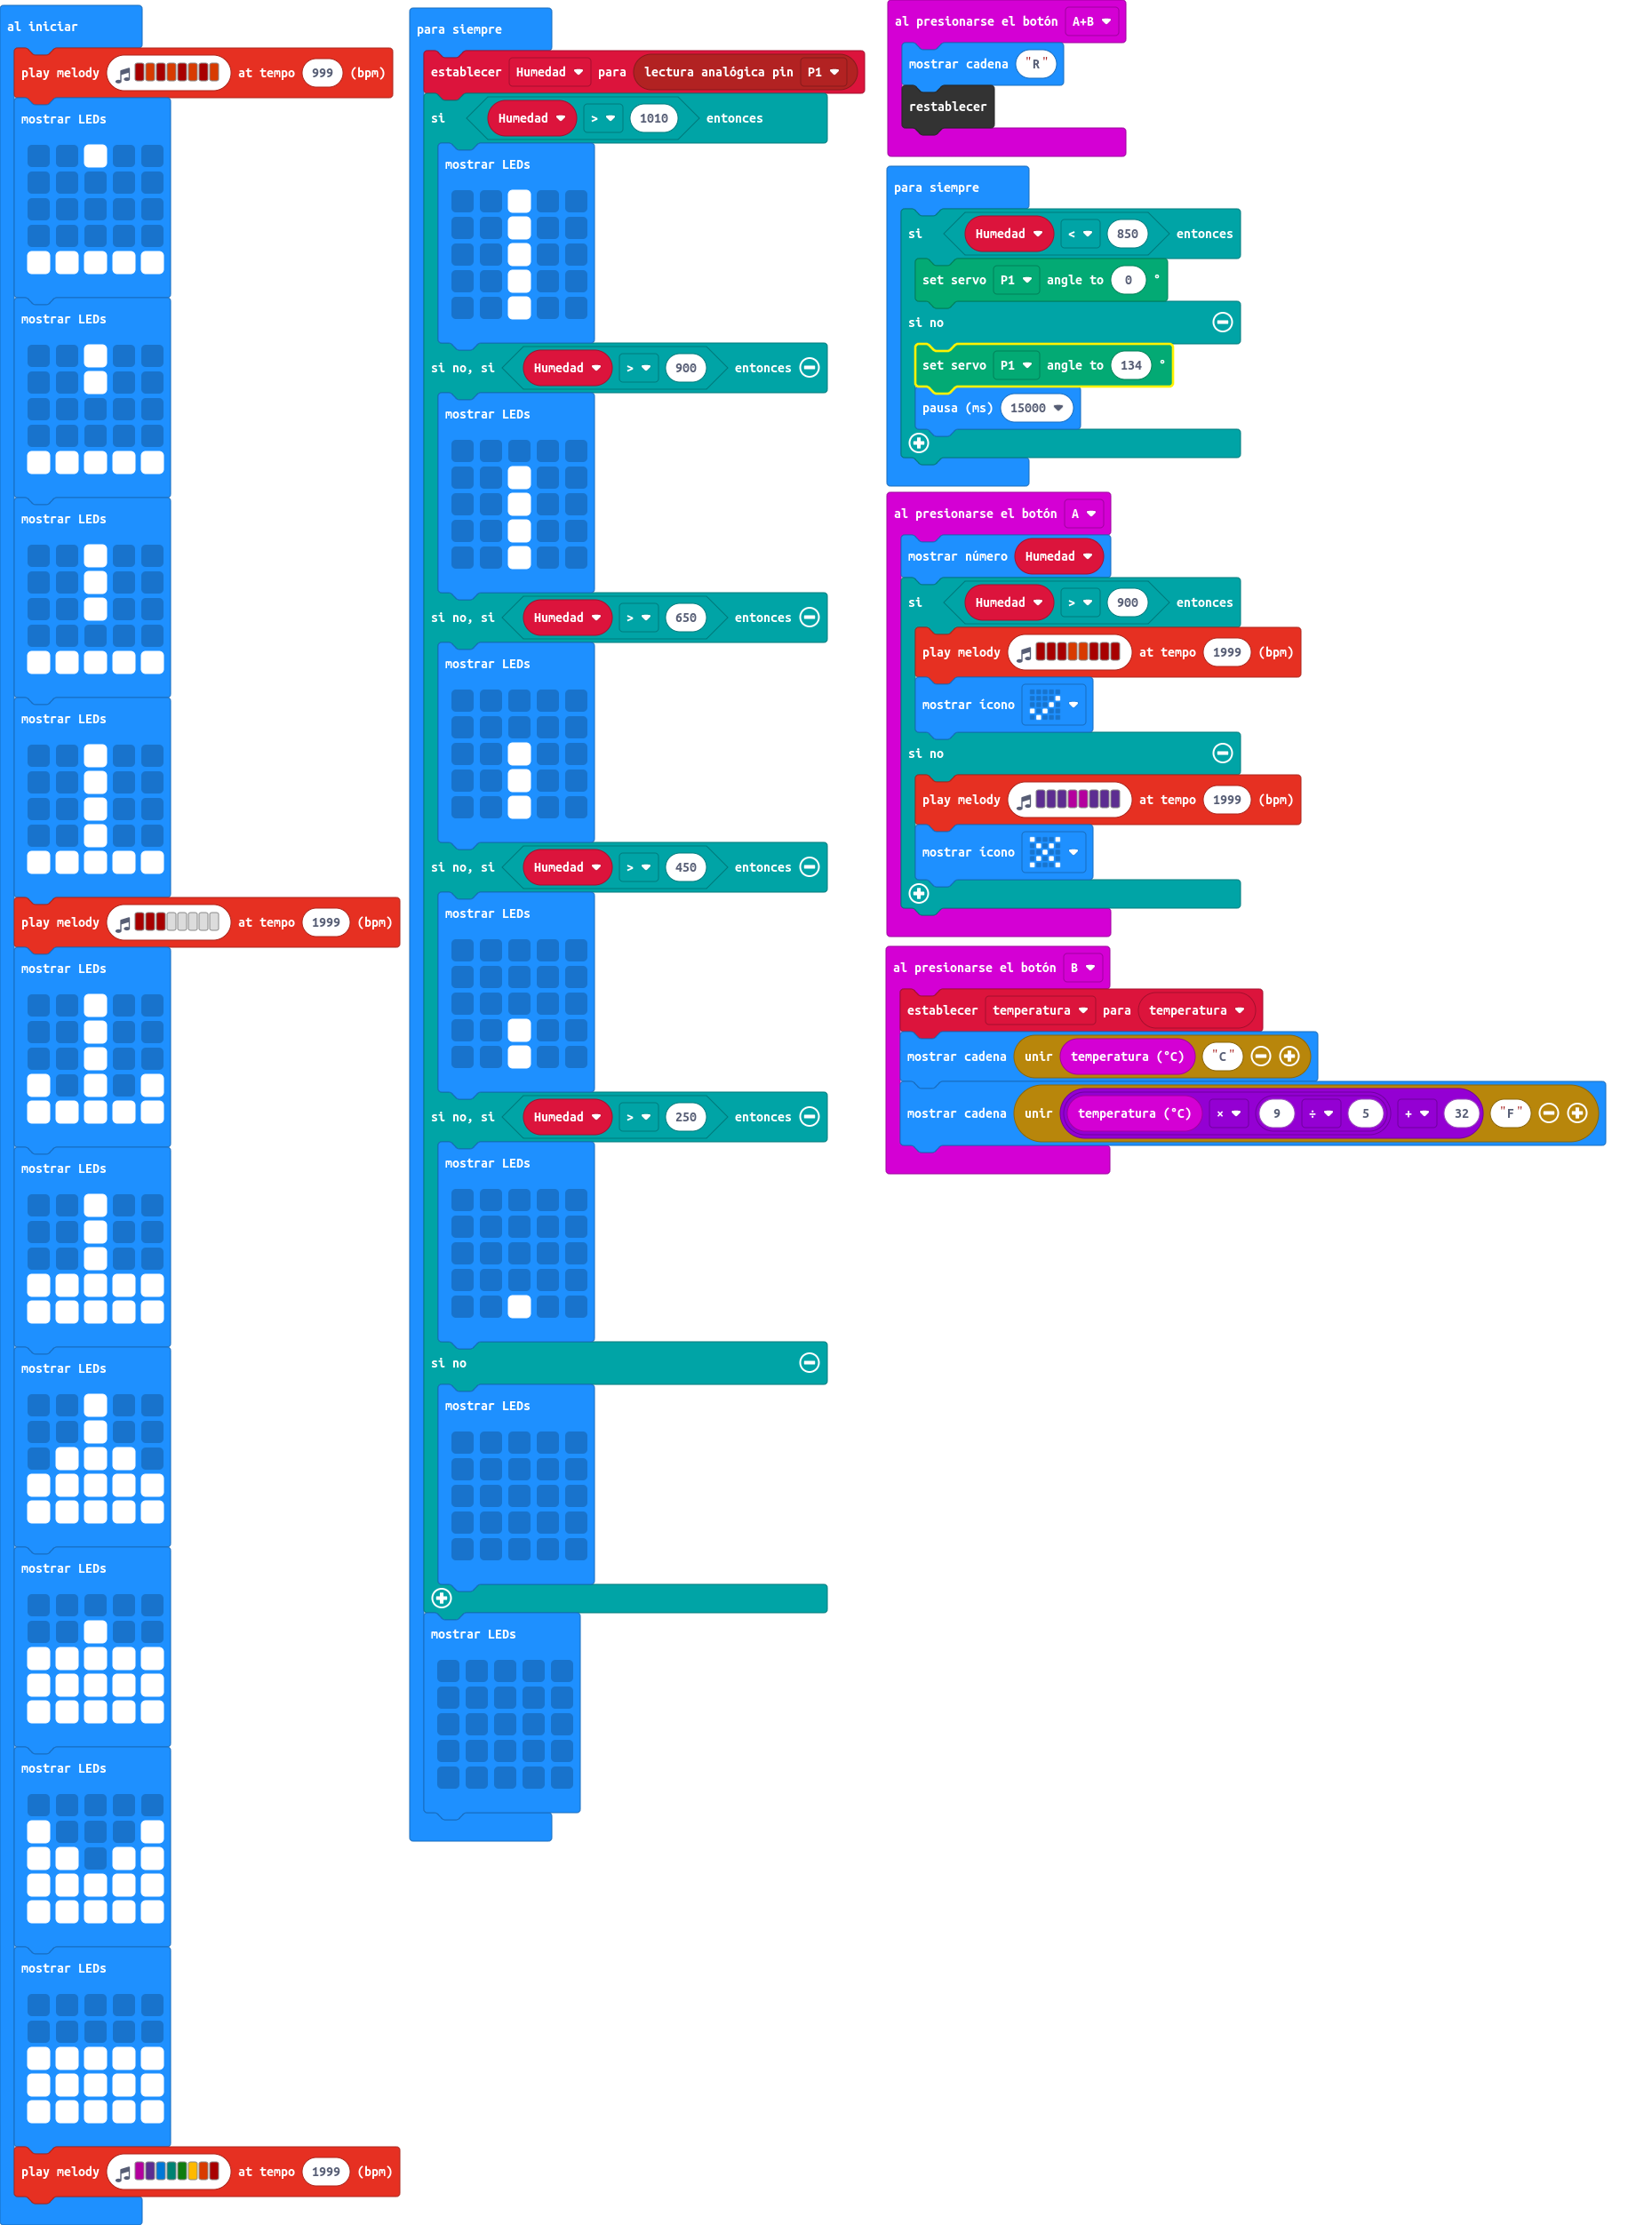 al iniciar
play melody at tempo 999 (bpm)
mostrar LEDs
mostrar LEDs
mostrar LEDs
mostrar LEDs
play melody at tempo 1999 (bpm)
mostrar LEDs
mostrar LEDs
mostrar LEDs
mostrar LEDs
mostrar LEDs
mostrar LEDs
play melody at tempo 1999 (bpm)
para siempre
establecer Humedad para lectura analógica pin P1
si Humedad > 1010 entonces
mostrar LEDs
si no, si Humedad > 900 entonces
mostrar LEDs
si no, si Humedad > 650 entonces
mostrar LEDs
si no, si Humedad > 450 entonces
mostrar LEDs
si no, si Humedad > 250 entonces
mostrar LEDs
si no
mostrar LEDs
mostrar LEDs
al presionarse el botón A+B
mostrar cadena "R"
restablecer
para siempre
si Humedad < 850 entonces
set servo P1 angle to 0 °
si no
set servo P1 angle to 134 °
pausa (ms) 15000
al presionarse el botón A
mostrar número Humedad
si Humedad > 900 entonces
play melody at tempo 1999 (bpm)
mostrar ícono
si no
play melody at tempo 1999 (bpm)
mostrar ícono
al presionarse el botón B
establecer temperatura para temperatura
mostrar cadena unir temperatura (°C) "C"
mostrar cadena unir temperatura (°C) × 9 ÷ 5 + 32 "F"